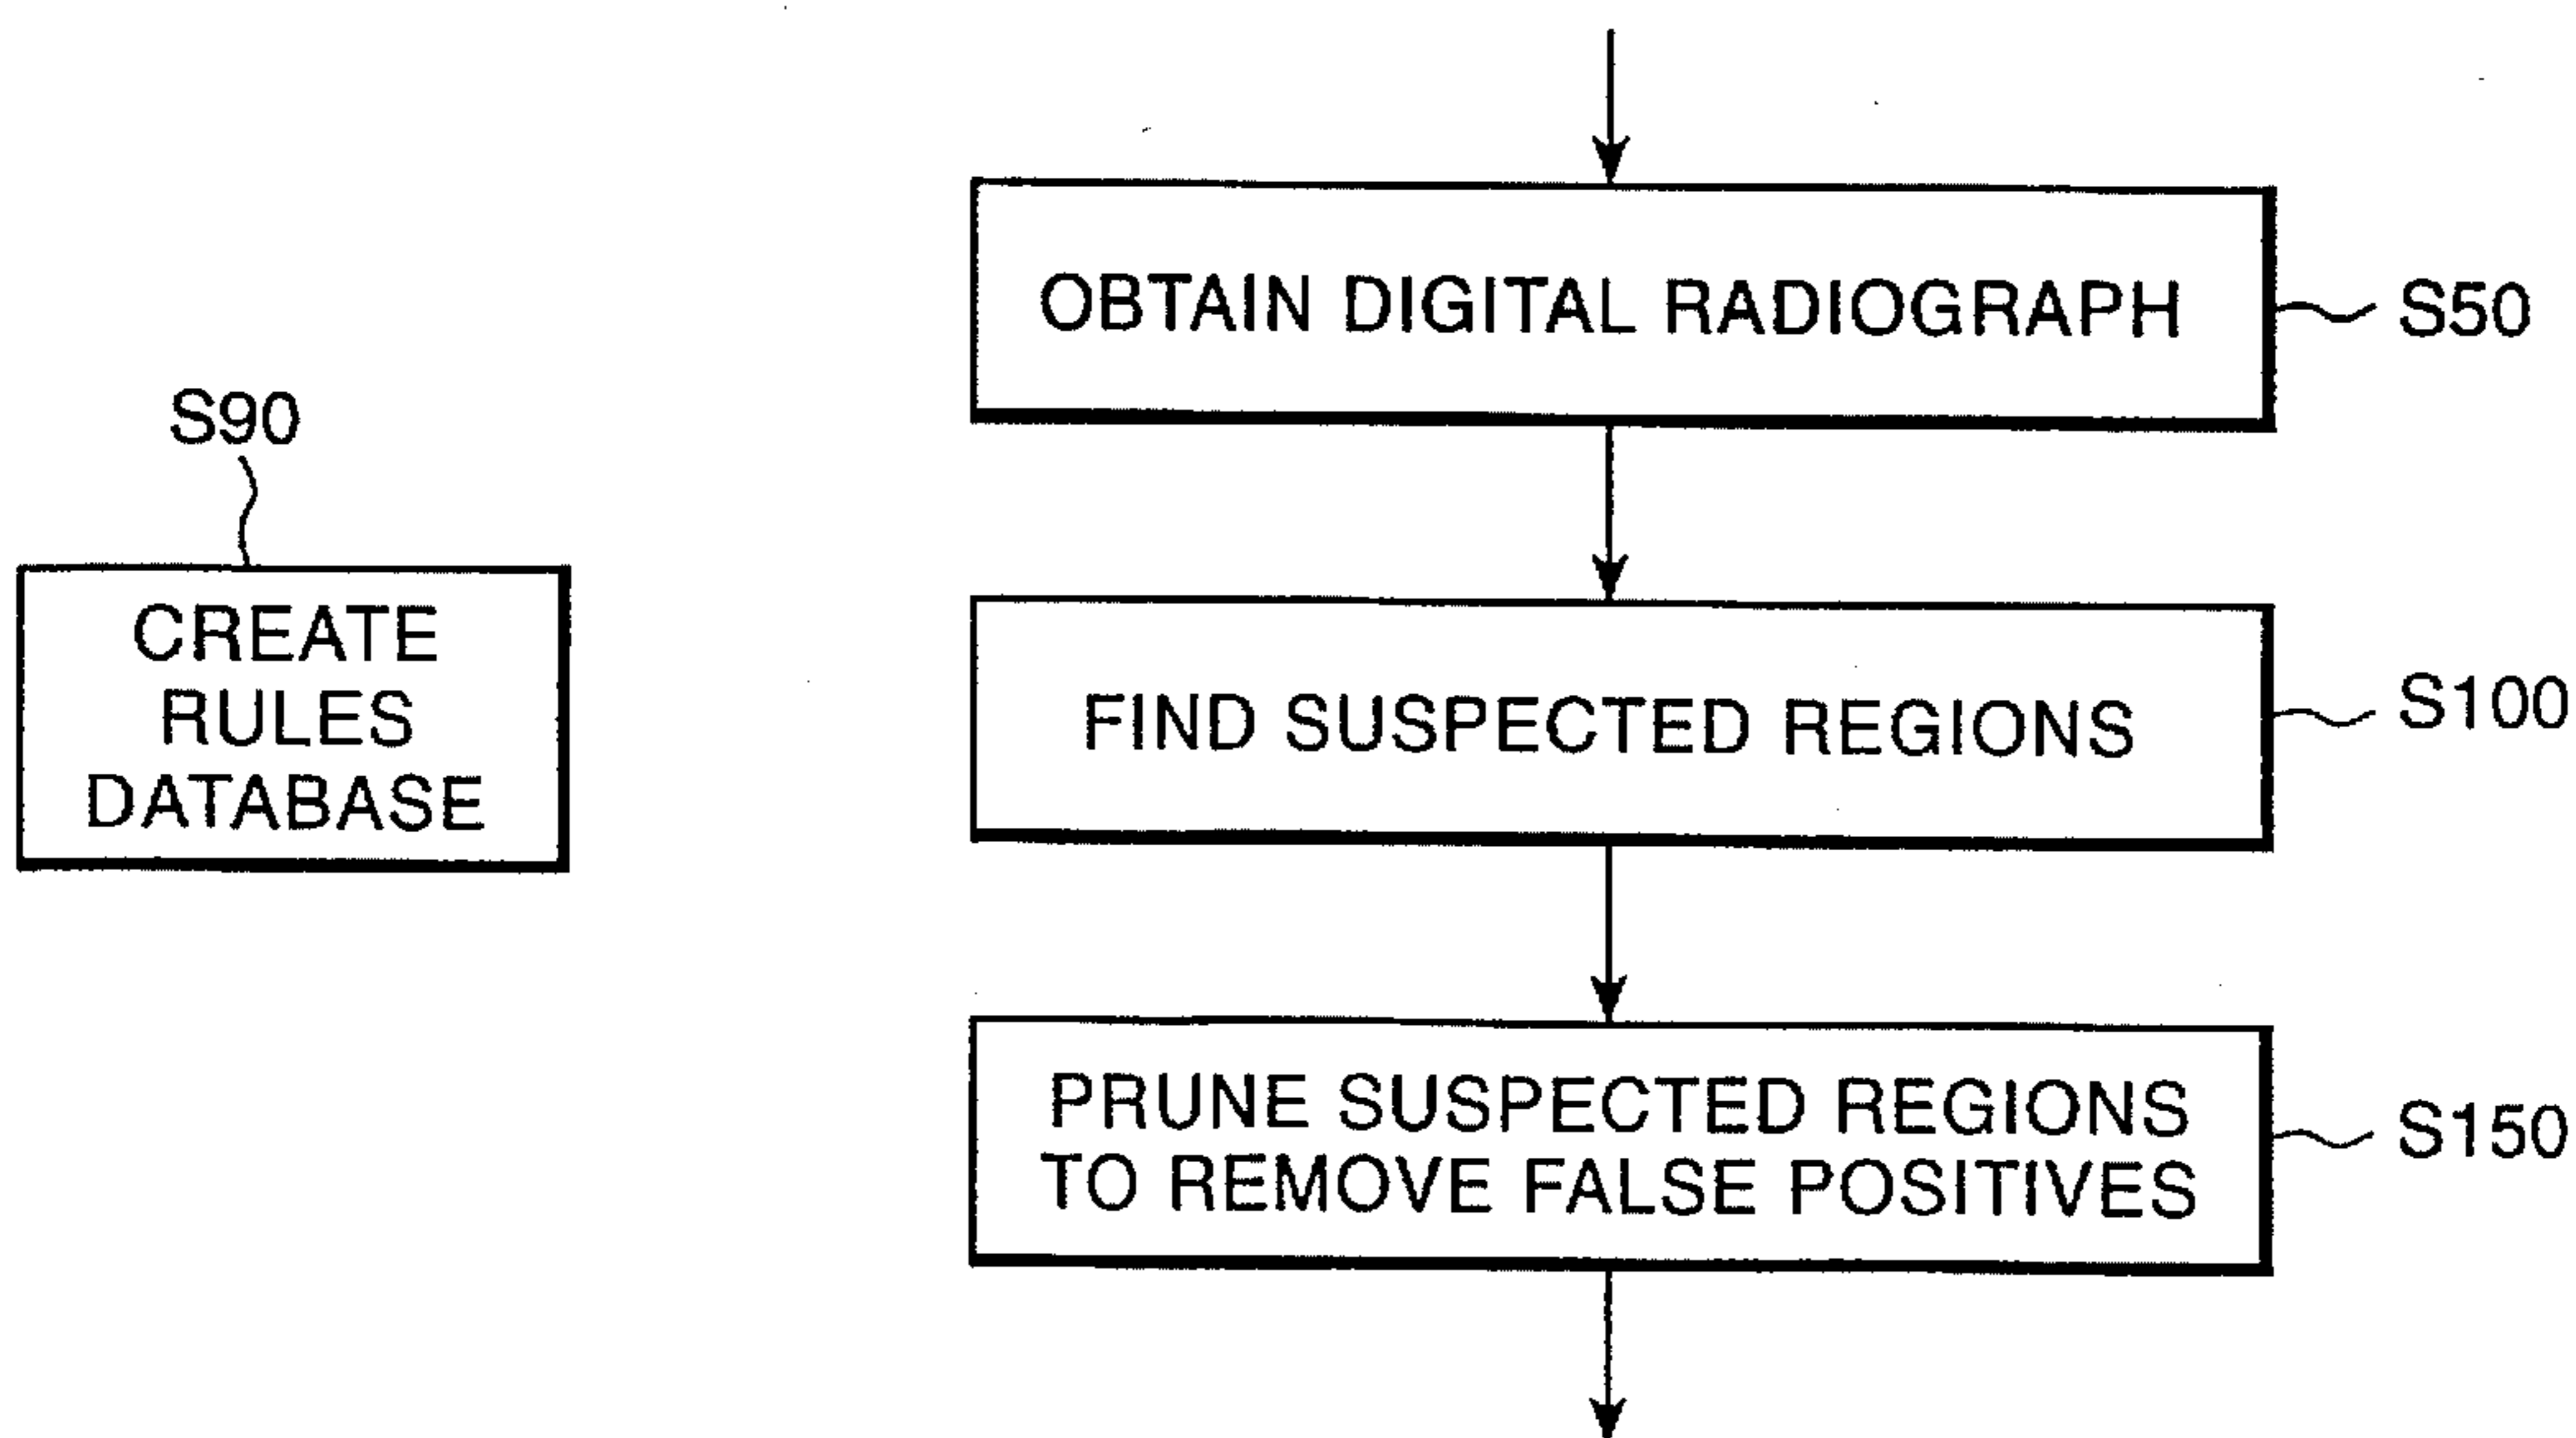 OBTAIN DIGITAL RADIOGRAPH
S50
S90
CREATE
RULES
DATABASE
FIND SUSPECTED REGIONS
S100
PRUNE SUSPECTED REGIONS
TO REMOVE FALSE POSITIVES
S150